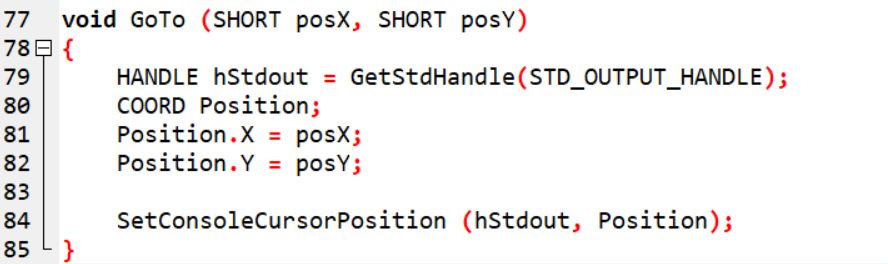 77 void GoTo (SHORT posX, SHORT posY)
78 {
79 HANDLE hStdout = GetStdHandle(STD_OUTPUT_HANDLE);
80 COORD Position;
81 Position.X = posX;
82 Position.Y = posY;
83
84 SetConsoleCursorPosition (hStdout, Position);
85 }